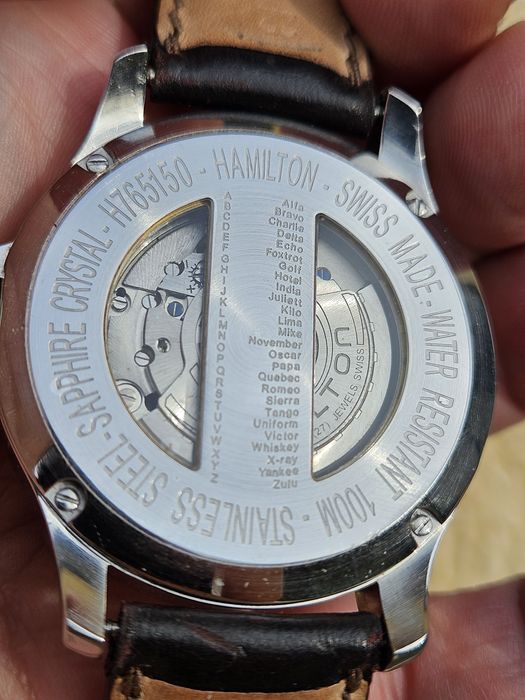 HAMILTON - SWISS MADE - WATER RESISTANT 100M - STAINLESS STEEL - SAPPHIRE CRYSTAL - H765150 -
A Alfa
B Bravo
C Charlie
D Delta
E Echo
F Foxtrot
G Golf
H Hotel
I India
J Juliett
K Kilo
L Lima
M Mike
N November
O Oscar
P Papa
Q Quebec
R Romeo
S Sierra
T Tango
U Uniform
V Victor
W Whiskey
X X-ray
Y Yankee
Z Zulu
(27) JEWELS, SWISS